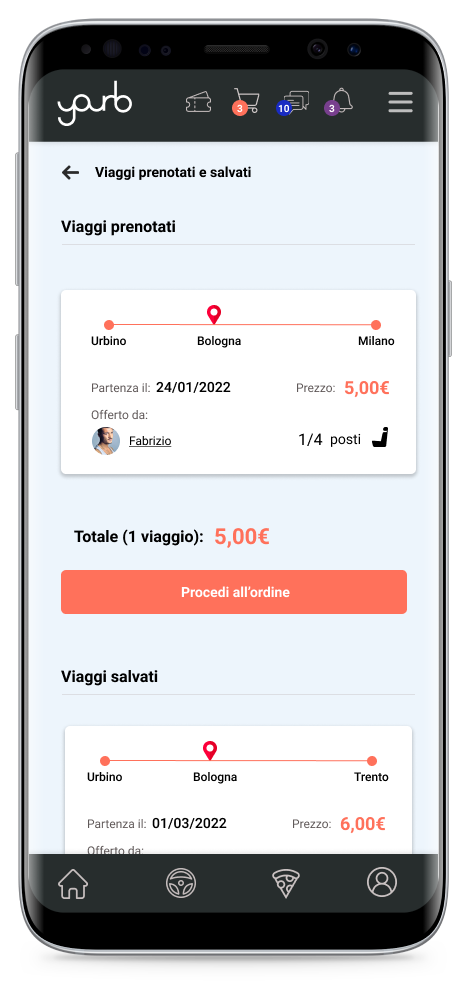 yourb
3
10
3
Viaggi prenotati e salvati
Viaggi prenotati
Urbino Bologna Milano
Partenza il: 24/01/2022 Prezzo: 5,00€
Offerto da:
Fabrizio 1/4 posti
Totale (1 viaggio): 5,00€
Procedi all'ordine
Viaggi salvati
Urbino Bologna Trento
Partenza il: 01/03/2022 Prezzo: 6,00€
Offerto da: